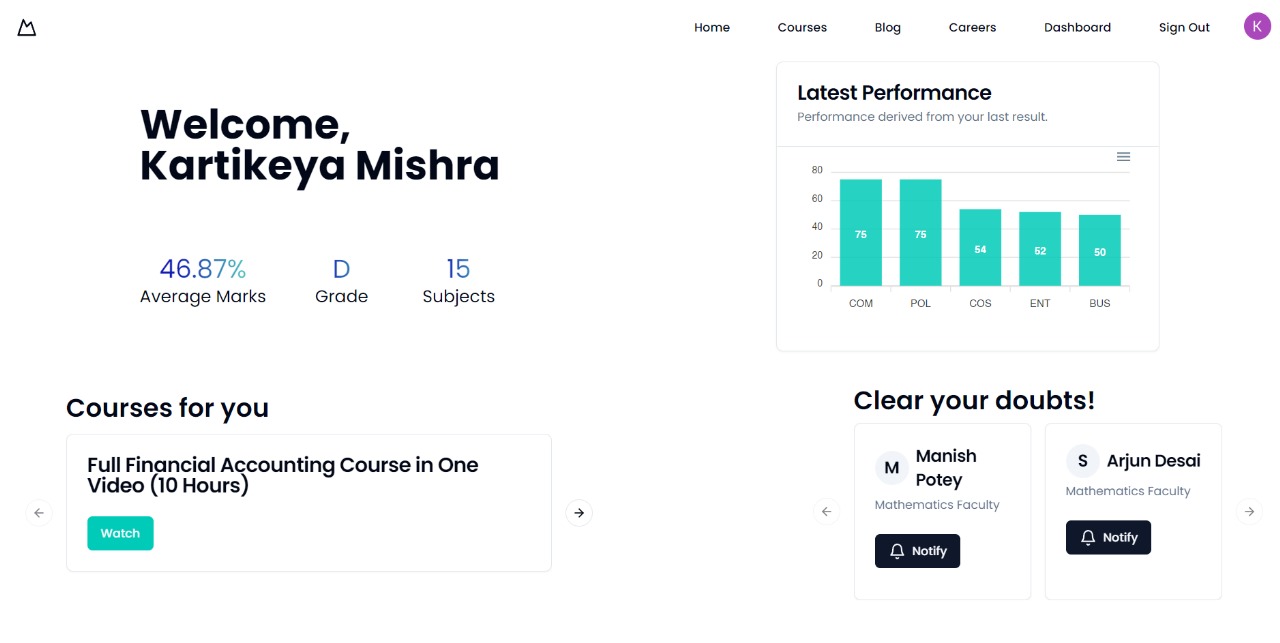 Home Courses Blog Careers Dashboard Sign Out K
Welcome,
Kartikeya Mishra
46.87% D 15
Average Marks Grade Subjects
Latest Performance
Performance derived from your last result.
80
60
40
20
0
75 75 54 52 50
COM POL COS ENT BUS
Courses for you
Full Financial Accounting Course in One
Video (10 Hours)
Watch
Clear your doubts!
M Manish
Potey
Mathematics Faculty
Notify
S Arjun Desai
Mathematics Faculty
Notify